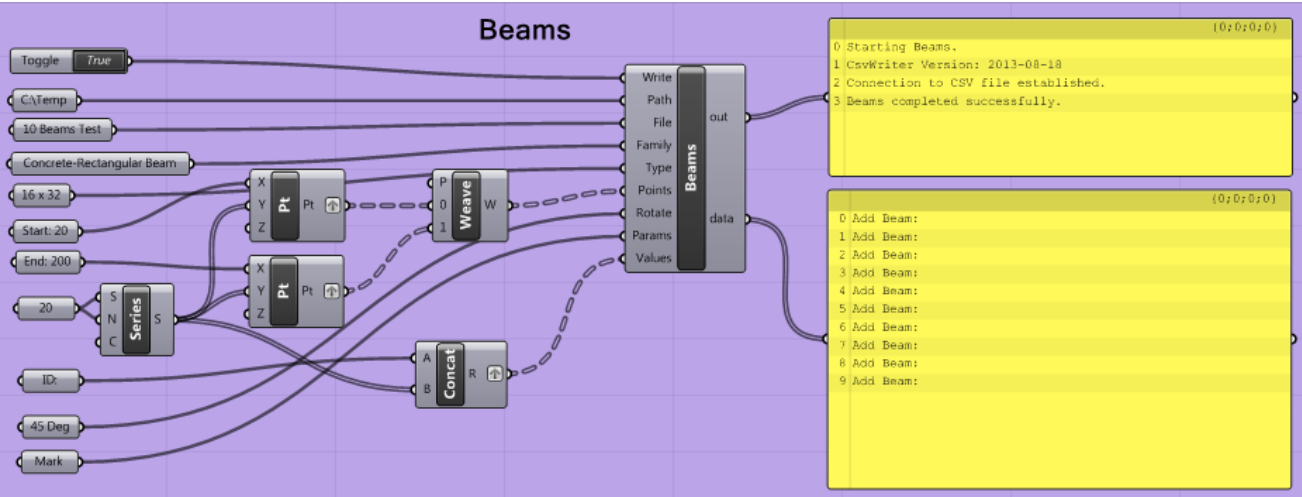 Beams
Toggle True
C:\Temp
10 Beams Test
Concrete-Rectangular Beam
16 x 32
Start: 20
End: 200
20
ID:
45 Deg
Mark
S
N
C
Series
S
X
Y
Z
Pt
Pt
X
Y
Z
Pt
Pt
P
0
1
Weave
W
A
B
Concat
R
Write
Path
File
Family
Type
Points
Rotate
Params
Values
Beams
out
data
{0;0;0;0}
0 Starting Beams.
1 CsvWriter Version: 2013-08-18
2 Connection to CSV file established.
3 Beams completed successfully.
{0;0;0;0}
0 Add Beam:
1 Add Beam:
2 Add Beam:
3 Add Beam:
4 Add Beam:
5 Add Beam:
6 Add Beam:
7 Add Beam:
8 Add Beam:
9 Add Beam: